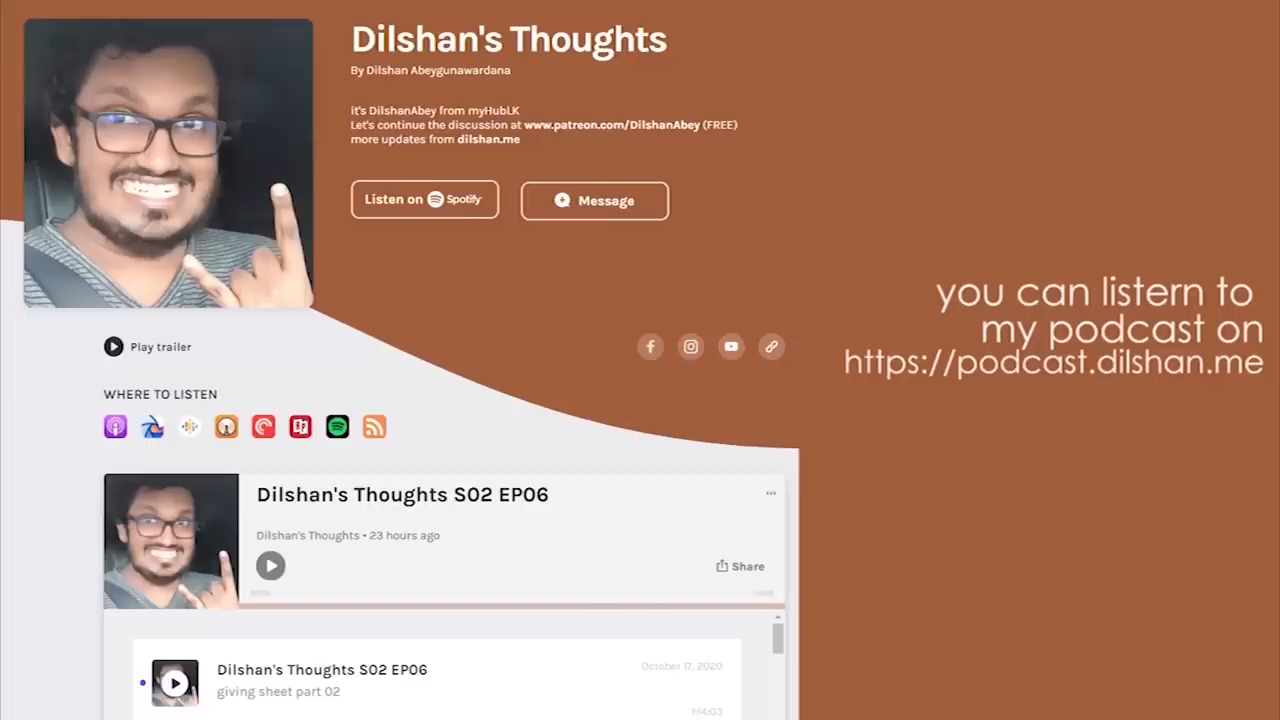 Dilshan's Thoughts
By Dilshan Abeygunawardana
it's DilshanAbey from myHubLK
Let's continue the discussion at www.patreon.com/DilshanAbey (FREE)
more updates from dilshan.me
Listen on Spotify
Message
you can listern to
my podcast on
https://podcast.dilshan.me
Play trailer
WHERE TO LISTEN
Dilshan's Thoughts S02 EP06
Dilshan's Thoughts • 23 hours ago
Share
Dilshan's Thoughts S02 EP06
October 17, 2020
giving sheet part 02
1:14:03